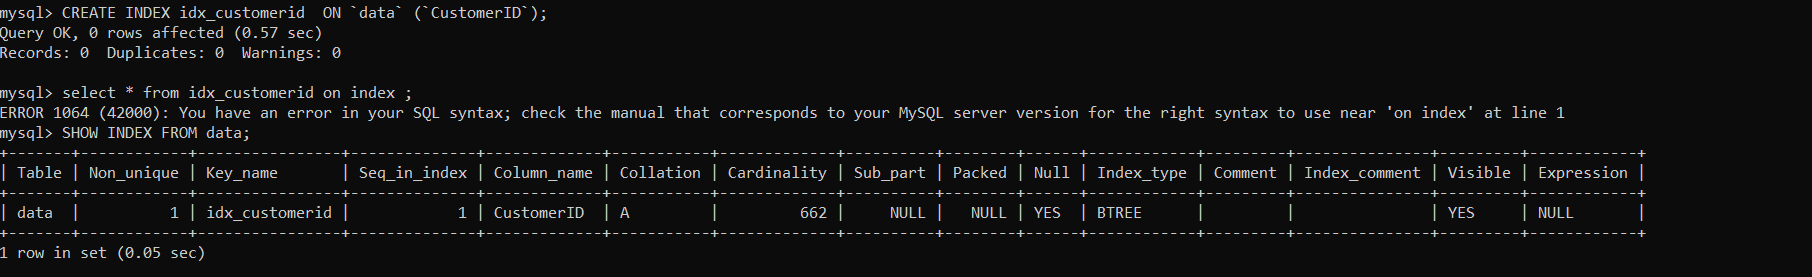 mysql> CREATE INDEX idx_customerid  ON `data` (`CustomerID`);
Query OK, 0 rows affected (0.57 sec)
Records: 0  Duplicates: 0  Warnings: 0
mysql> select * from idx_customerid on index ;
ERROR 1064 (42000): You have an error in your SQL syntax; check the manual that corresponds to your MySQL server version for the right syntax to use near 'on index' at line 1
mysql> SHOW INDEX FROM data;
+-------+------------+----------------+--------------+-------------+-----------+-------------+----------+--------+------+------------+---------+---------------+---------+------------+
| Table | Non_unique | Key_name       | Seq_in_index | Column_name | Collation | Cardinality | Sub_part | Packed | Null | Index_type | Comment | Index_comment | Visible | Expression |
+-------+------------+----------------+--------------+-------------+-----------+-------------+----------+--------+------+------------+---------+---------------+---------+------------+
| data  |          1 | idx_customerid |            1 | CustomerID  | A         |         662 |     NULL |   NULL | YES  | BTREE      |         |               | YES     | NULL       |
+-------+------------+----------------+--------------+-------------+-----------+-------------+----------+--------+------+------------+---------+---------------+---------+------------+
1 row in set (0.05 sec)